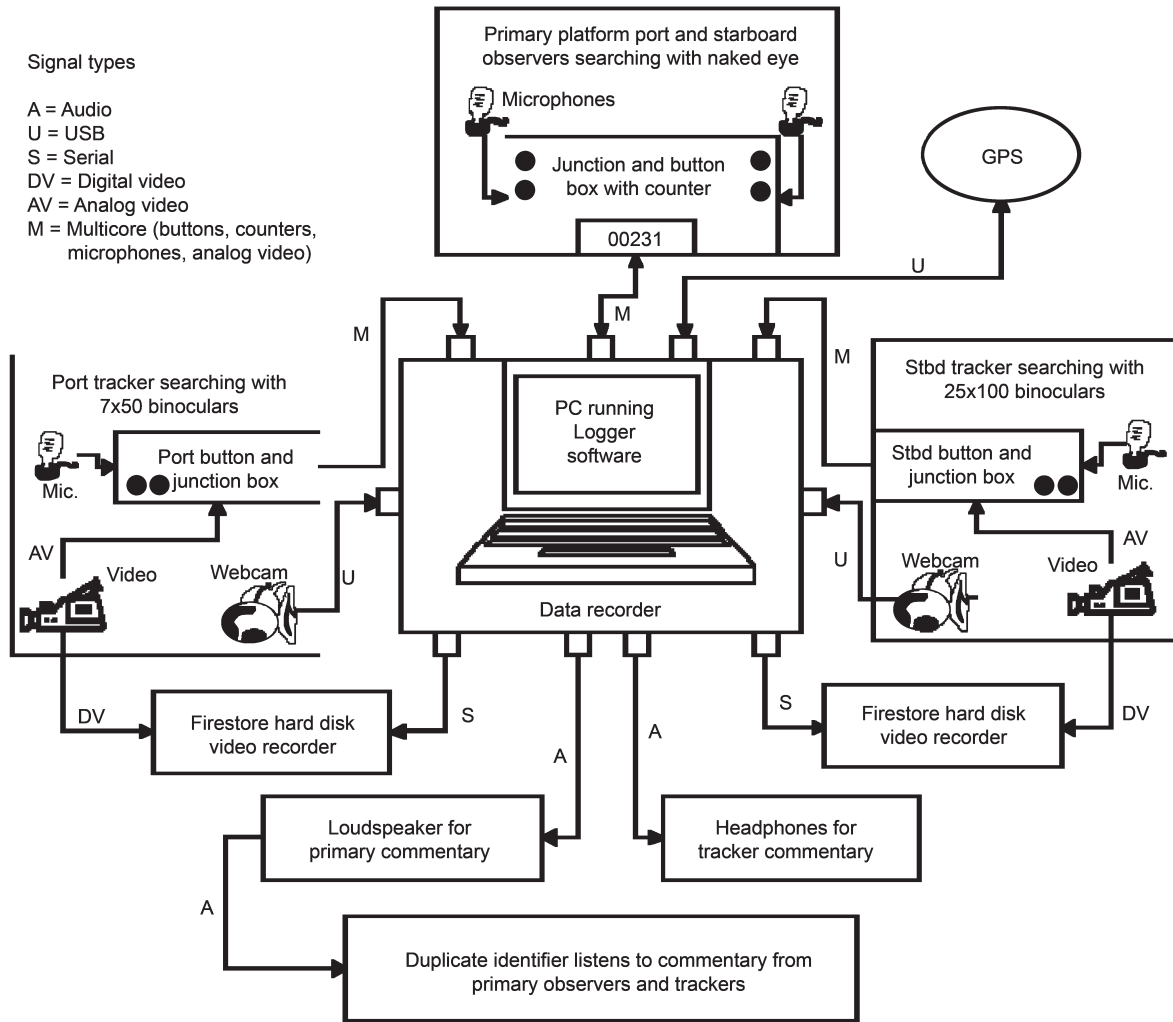 Signal types
A = Audio
U = USB
S = Serial
DV = Digital video
AV = Analog video
M = Multicore (buttons, counters,
microphones, analog video)
Primary platform port and starboard
observers searching with naked eye
Microphones
Junction and button
box with counter
00231
GPS
U
M
M
M
Port tracker searching with
7x50 binoculars
Mic.
Port button and
junction box
AV
Video
Webcam
U
DV
PC running
Logger
software
Data recorder
Stbd tracker searching with
25x100 binoculars
Stbd button and
junction box
Mic.
AV
Webcam
Video
U
DV
Firestore hard disk
video recorder
S
A
A
S
Firestore hard disk
video recorder
Loudspeaker for
primary commentary
Headphones for
tracker commentary
A
Duplicate identifier listens to commentary from
primary observers and trackers